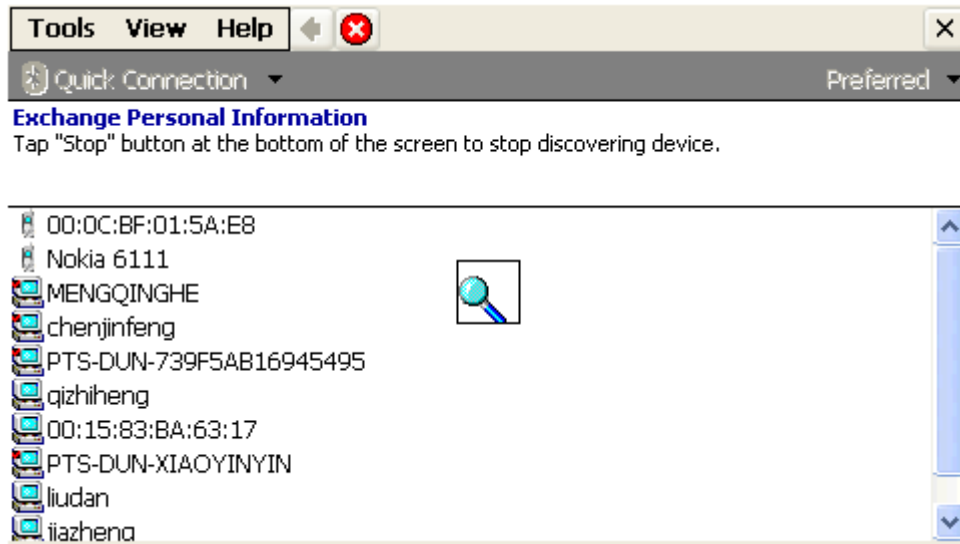 Tools View Help
Quick Connection Preferred
Exchange Personal Information
Tap "Stop" button at the bottom of the screen to stop discovering device.
00:0C:BF:01:5A:E8
Nokia 6111
MENGQINGHE
chenjinfeng
PTS-DUN-739F5AB16945495
qizhiheng
00:15:83:BA:63:17
PTS-DUN-XIAOYINYIN
liudan
jiazheng